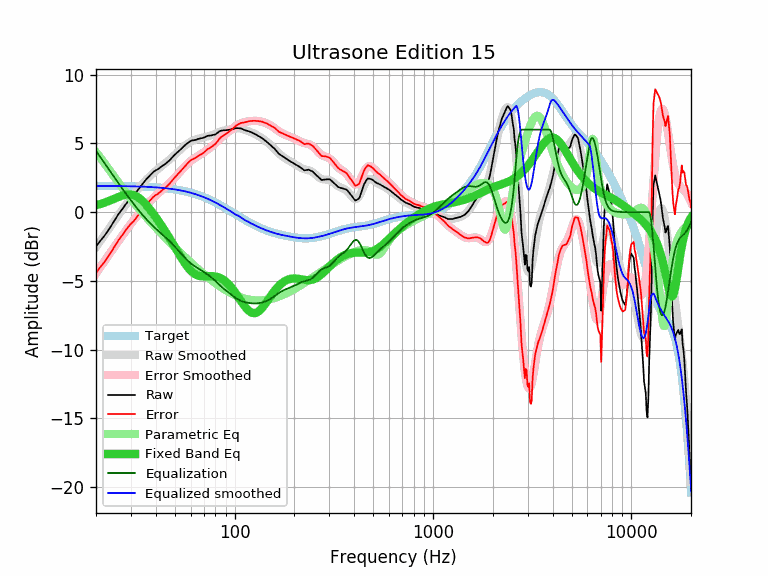 Ultrasone Edition 15
10
5
0
−5
−10
−15
−20
Amplitude (dBr)
Target
Raw Smoothed
Error Smoothed
Raw
Error
Parametric Eq
Fixed Band Eq
Equalization
Equalized smoothed
100 1000 10000
Frequency (Hz)